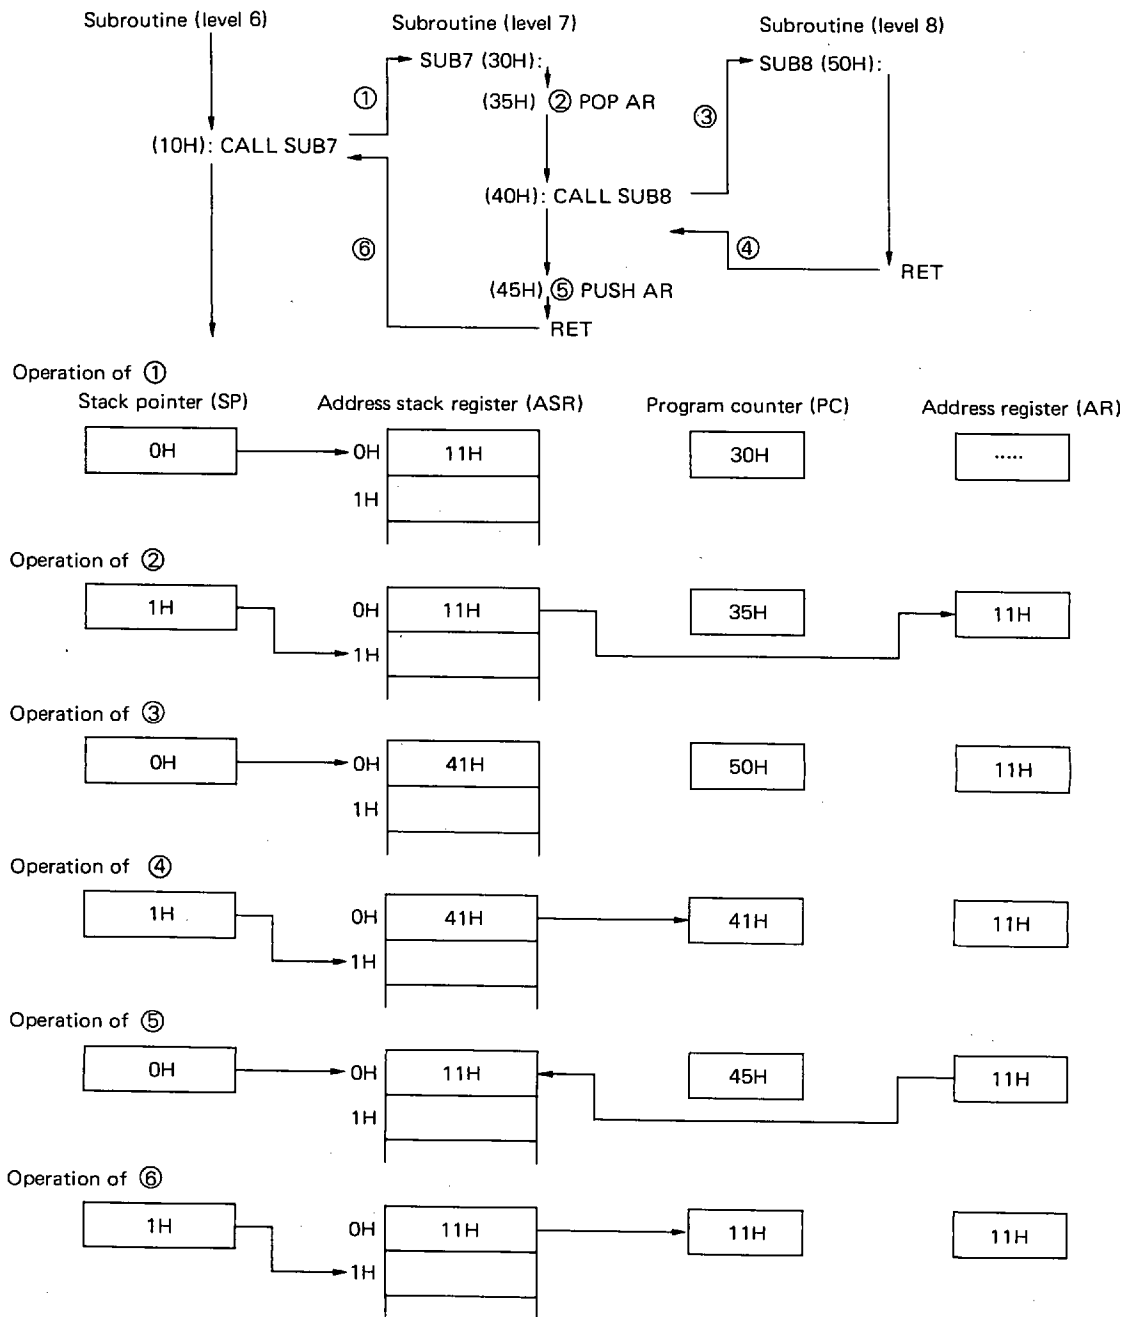 Subroutine (level 6) Subroutine (level 7) Subroutine (level 8)
SUB7 (30H): SUB8 (50H):
① (35H) ② POP AR ③
(10H): CALL SUB7
(40H): CALL SUB8
⑥ ④
RET
(45H) ⑤ PUSH AR
RET
Operation of ①
Stack pointer (SP) Address stack register (ASR) Program counter (PC) Address register (AR)
0H 0H 11H 30H .....
1H
Operation of ②
1H 0H 11H 35H 11H
1H
Operation of ③
0H 0H 41H 50H 11H
1H
Operation of ④
1H 0H 41H 41H 11H
1H
Operation of ⑤
0H 0H 11H 45H 11H
1H
Operation of ⑥
1H 0H 11H 11H 11H
1H